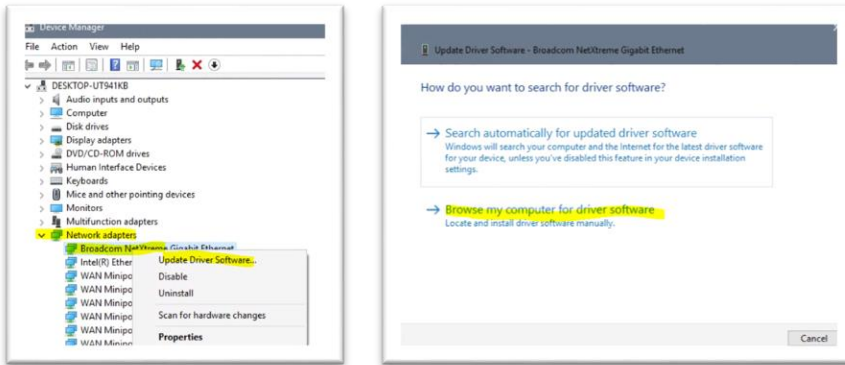 Device Manager
File Action View Help
DESKTOP-UT941KB
Audio inputs and outputs
Computer
Disk drives
Display adapters
DVD/CD-ROM drives
Human Interface Devices
Keyboards
Mice and other pointing devices
Monitors
Multifunction adapters
Network adapters
Broadcom NetXtreme Gigabit Ethernet
Intel(R) Ether
WAN Minipo
WAN Minipo
WAN Minipo
WAN Minipo
WAN Minipo
WAN Minipo
Update Driver Software...
Disable
Uninstall
Scan for hardware changes
Properties
Update Driver Software - Broadcom NetXtreme Gigabit Ethernet
How do you want to search for driver software?
Search automatically for updated driver software
Windows will search your computer and the Internet for the latest driver software
for your device, unless you've disabled this feature in your device installation
settings.
Browse my computer for driver software
Locate and install driver software manually.
Cancel